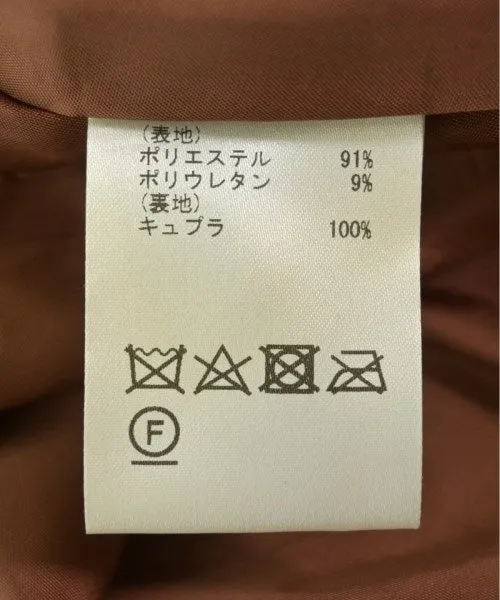 (表地)
ポリエステル 91%
ポリウレタン 9%
(裏地)
キュプラ 100%
F